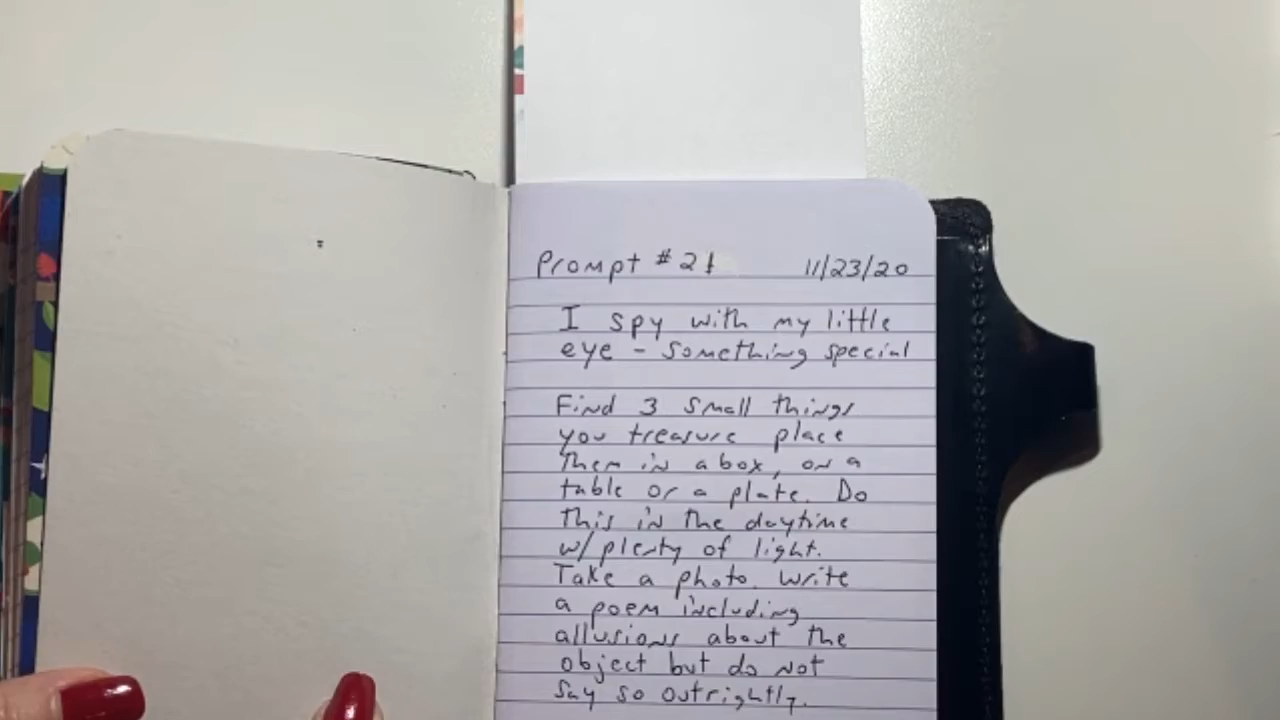 Prompt #21 11/23/20
I spy with my little
eye - something special
Find 3 small things
you treasure place
them in a box, on a
table or a plate. Do
this in the daytime
w/ plenty of light.
Take a photo. Write
a poem including
allusions about the
object but do not
say so outrightly.